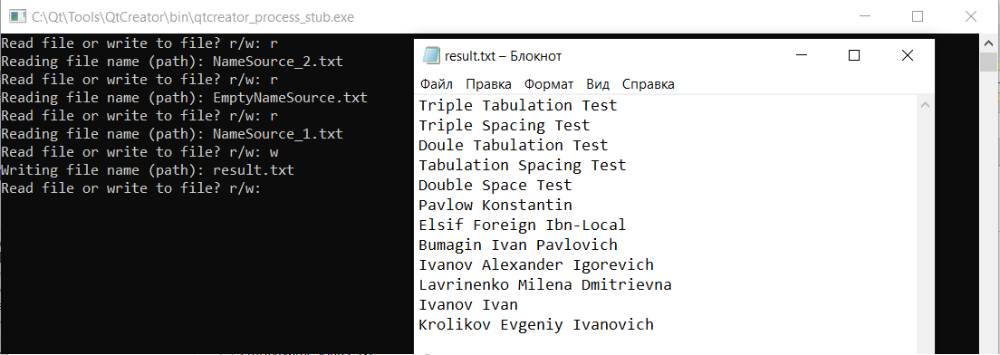 C:\Qt\Tools\QtCreator\bin\qtcreator_process_stub.exe
Read file or write to file? r/w: r
Reading file name (path): NameSource_2.txt
Read file or write to file? r/w: r
Reading file name (path): EmptyNameSource.txt
Read file or write to file? r/w: r
Reading file name (path): NameSource_1.txt
Read file or write to file? r/w: w
Writing file name (path): result.txt
Read file or write to file? r/w:
result.txt – Блокнот
Файл Правка Формат Вид Справка
Triple Tabulation Test
Triple Spacing Test
Doule Tabulation Test
Tabulation Spacing Test
Double Space Test
Pavlow Konstantin
Elsif Foreign Ibn-Local
Bumagin Ivan Pavlovich
Ivanov Alexander Igorevich
Lavrinenko Milena Dmitrievna
Ivanov Ivan
Krolikov Evgeniy Ivanovich